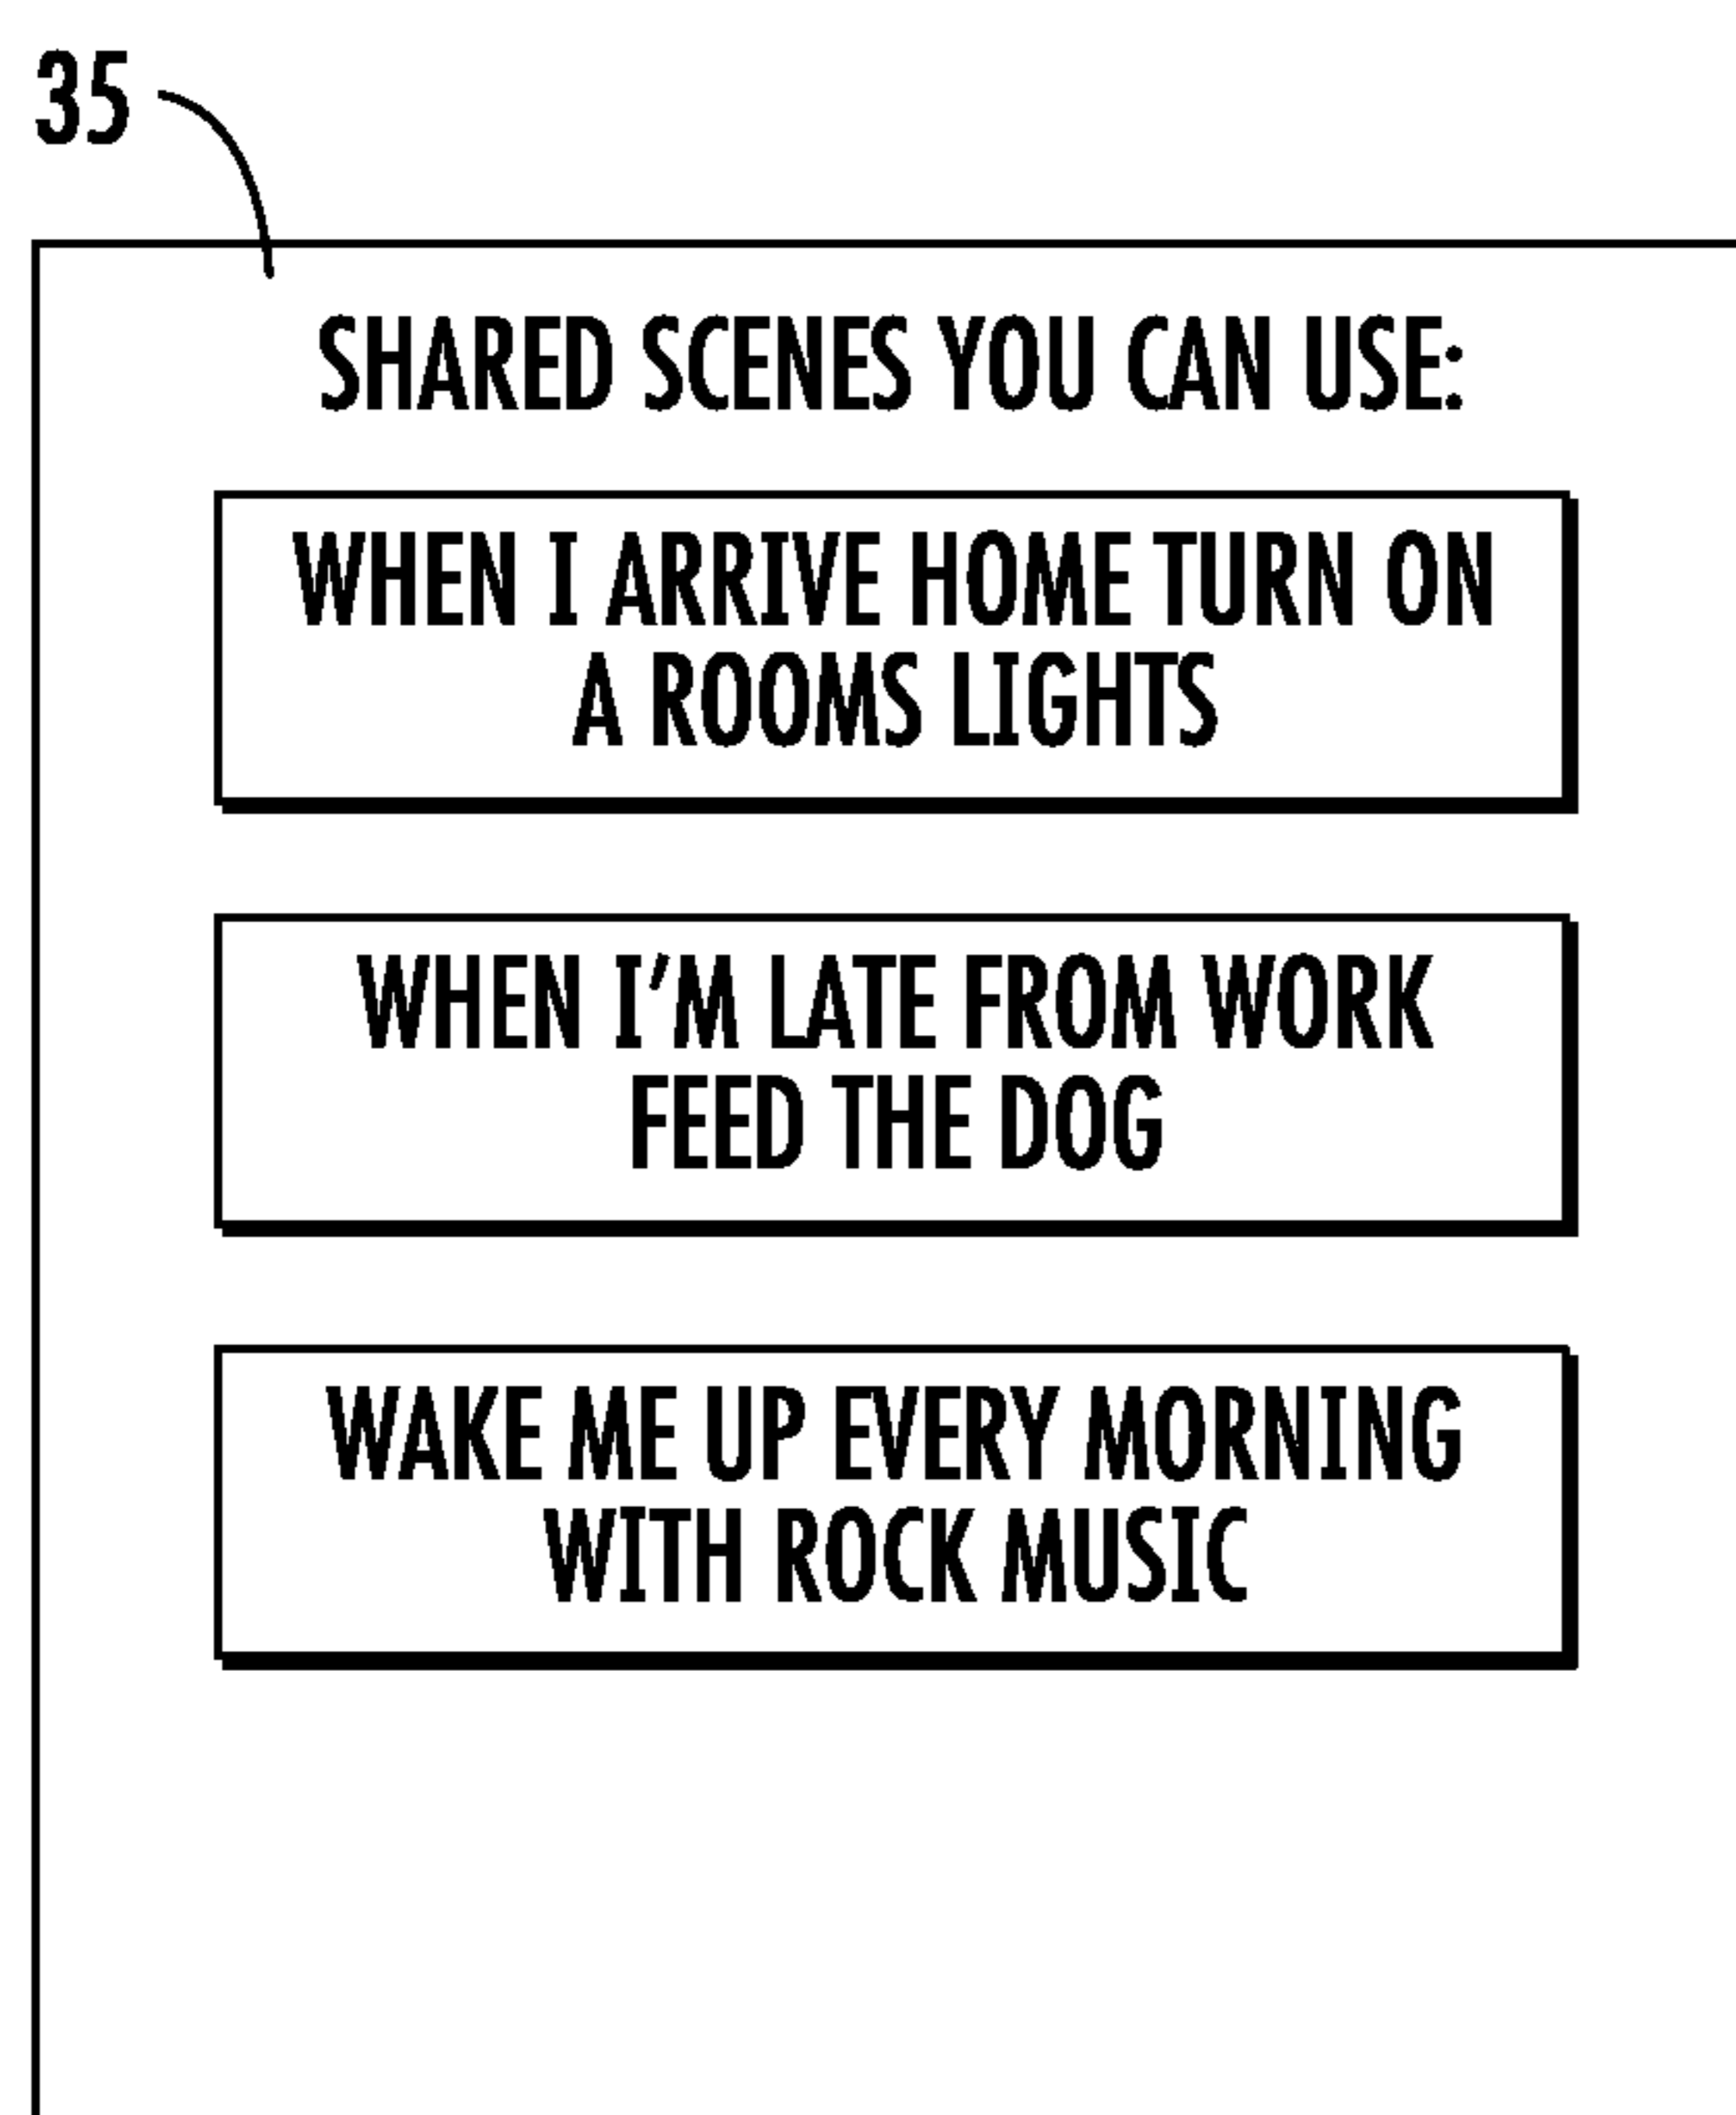 35
SHARED SCENES YOU CAN USE:
WHEN I ARRIVE HOME TURN ON
A ROOMS LIGHTS
WHEN I'M LATE FROM WORK
FEED THE DOG
WAKE ME UP EVERY MORNING
WITH ROCK MUSIC